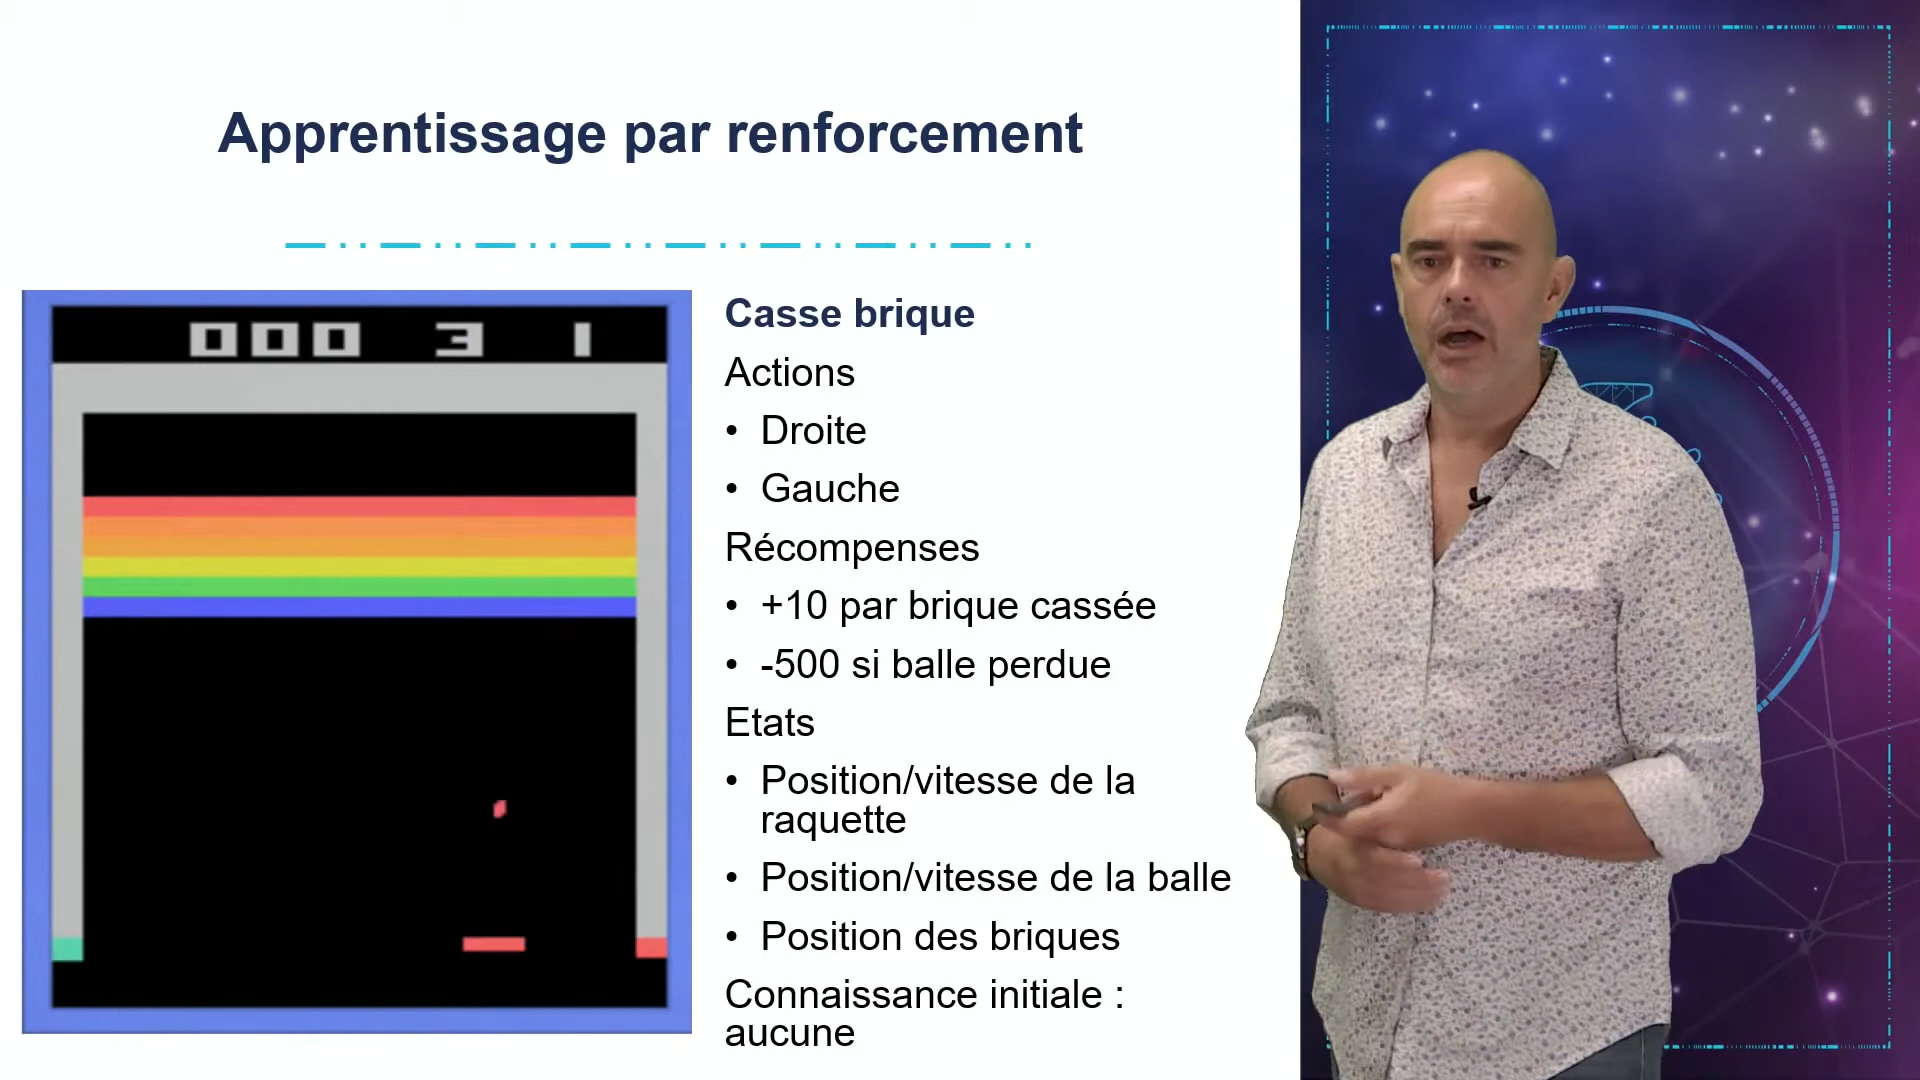 Apprentissage par renforcement
000 3 1
Casse brique
Actions
• Droite
• Gauche
Récompenses
• +10 par brique cassée
• -500 si balle perdue
Etats
• Position/vitesse de la
raquette
• Position/vitesse de la balle
• Position des briques
Connaissance initiale :
aucune